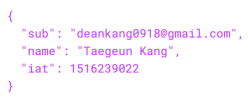 {
"sub": "deankang0918@gmail.com",
"name": "Taegeun Kang",
"iat": 1516239022
}